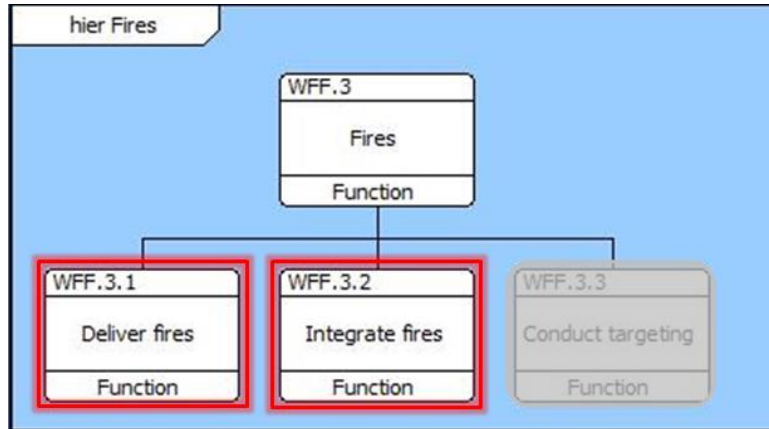 hier Fires
WFF.3
Fires
Function
WFF.3.1
Deliver fires
Function
WFF.3.2
Integrate fires
Function
WFF.3.3
Conduct targeting
Function